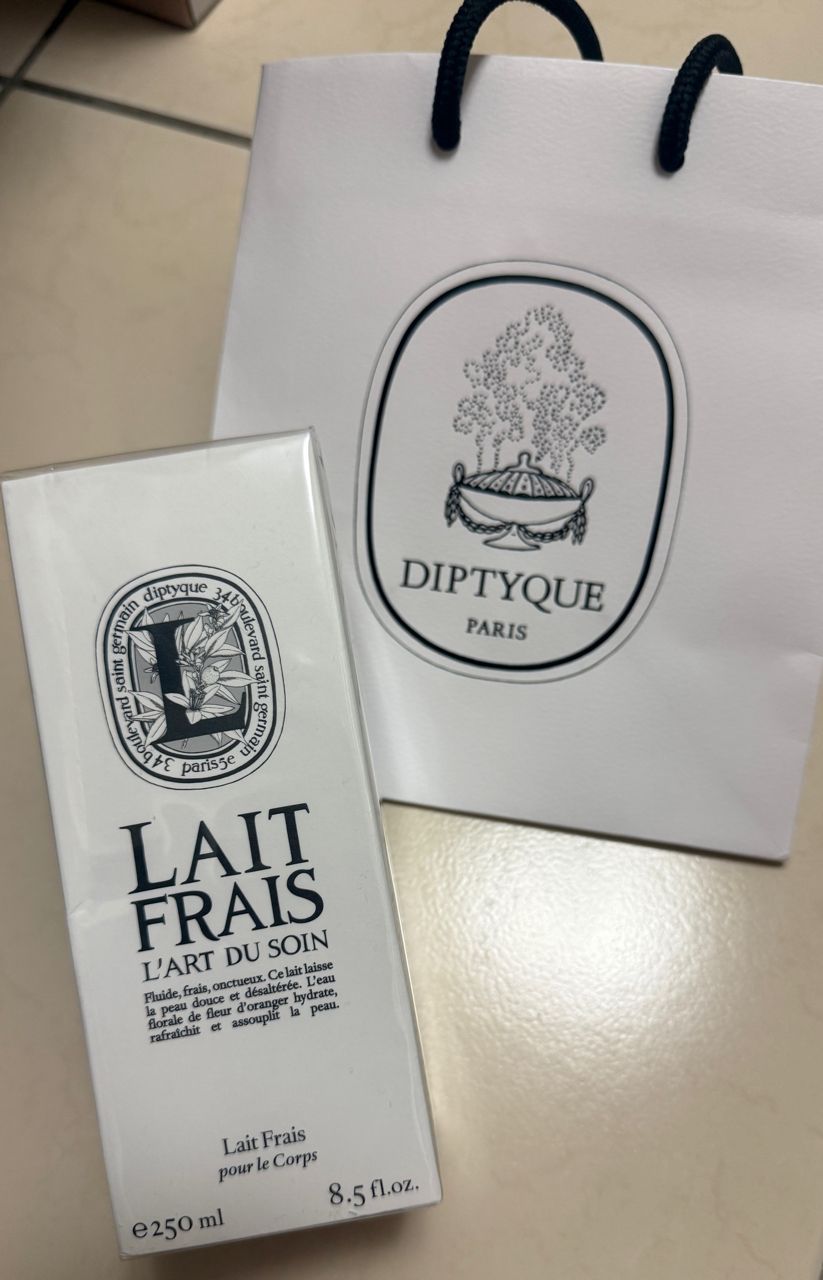 DIPTYQUE
PARIS
diptyque 34 boulevard saint germain paris5e 34 boulevard saint germain
L
LAIT
FRAIS
L'ART DU SOIN
Fluide, frais, onctueux. Ce lait laisse
la peau douce et désaltérée. L'eau
florale de fleur d'oranger hydrate,
rafraîchit et assouplit la peau.
Lait Frais
pour le Corps
e250 ml
8.5 fl.oz.